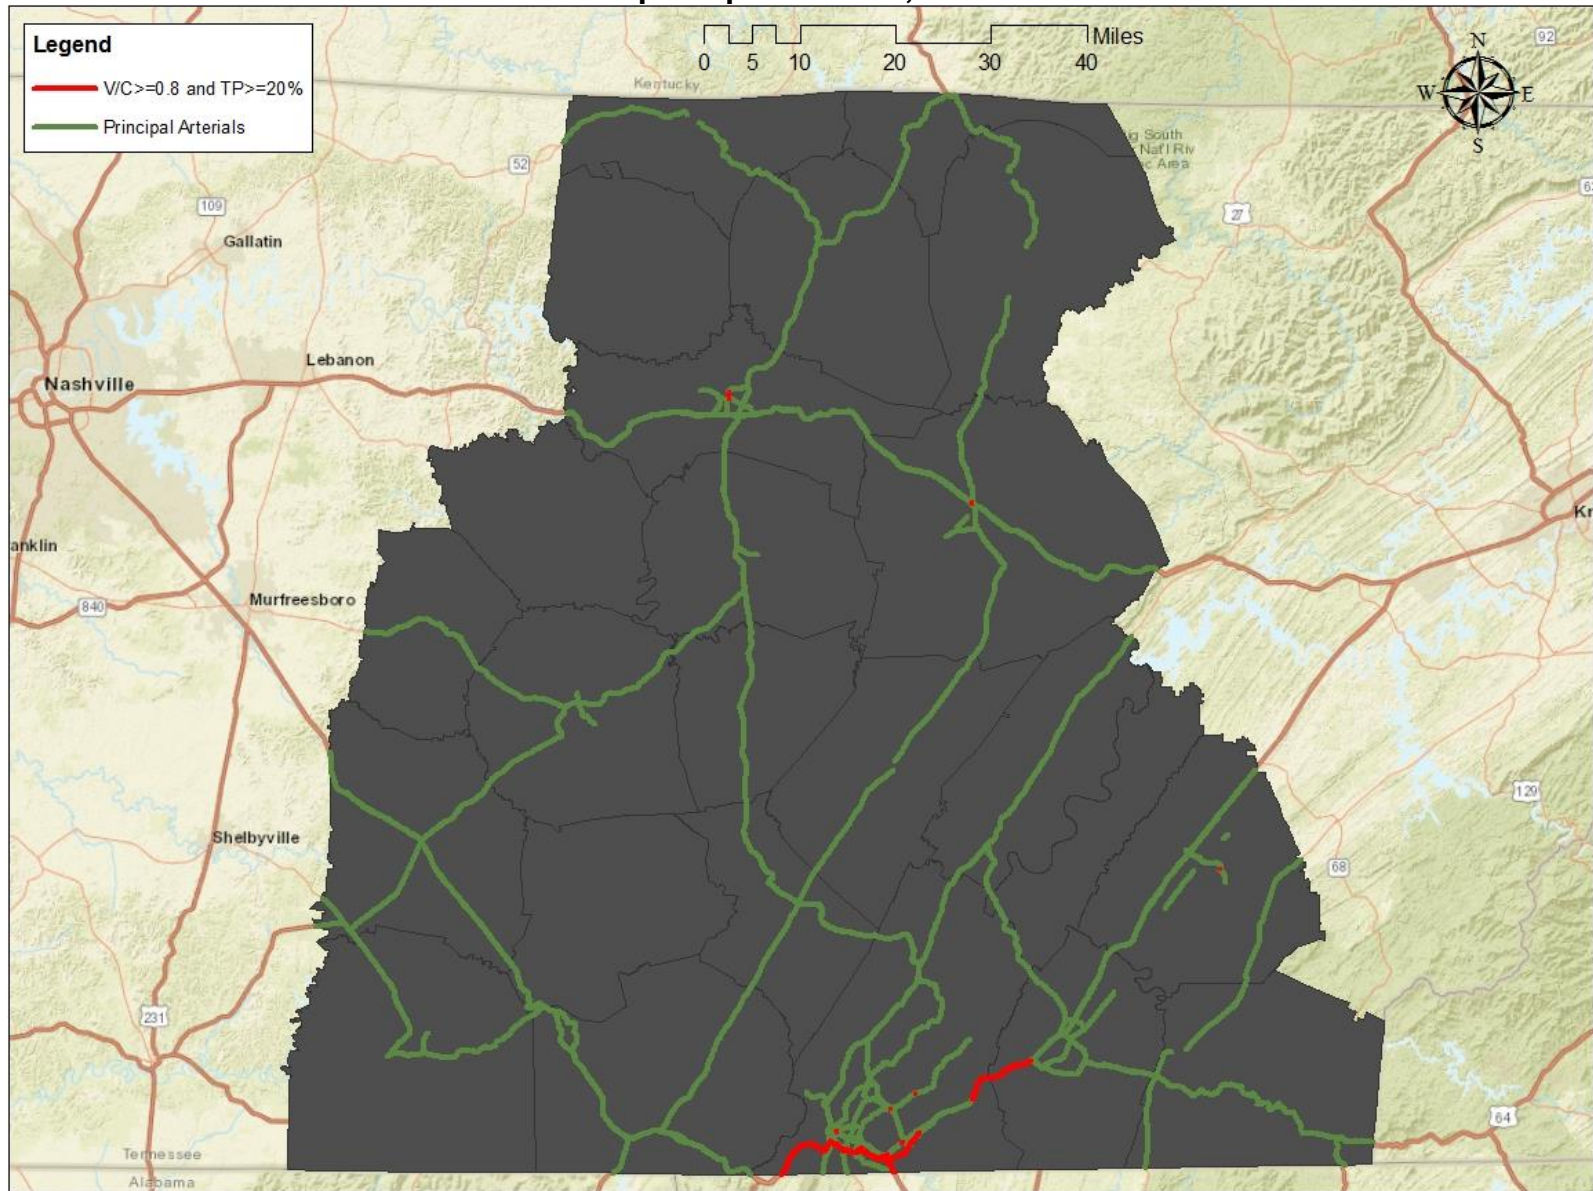 Legend
V/C>=0.8 and TP>=20%
Principal Arterials
Miles
0 5 10 20 30 40
N
W E
S
92
Kentucky
52
109
Gallatin
27
Lebanon
Nashville
840
Murfreesboro
129
Shelbyville
68
231
64
Tennessee
Alabama